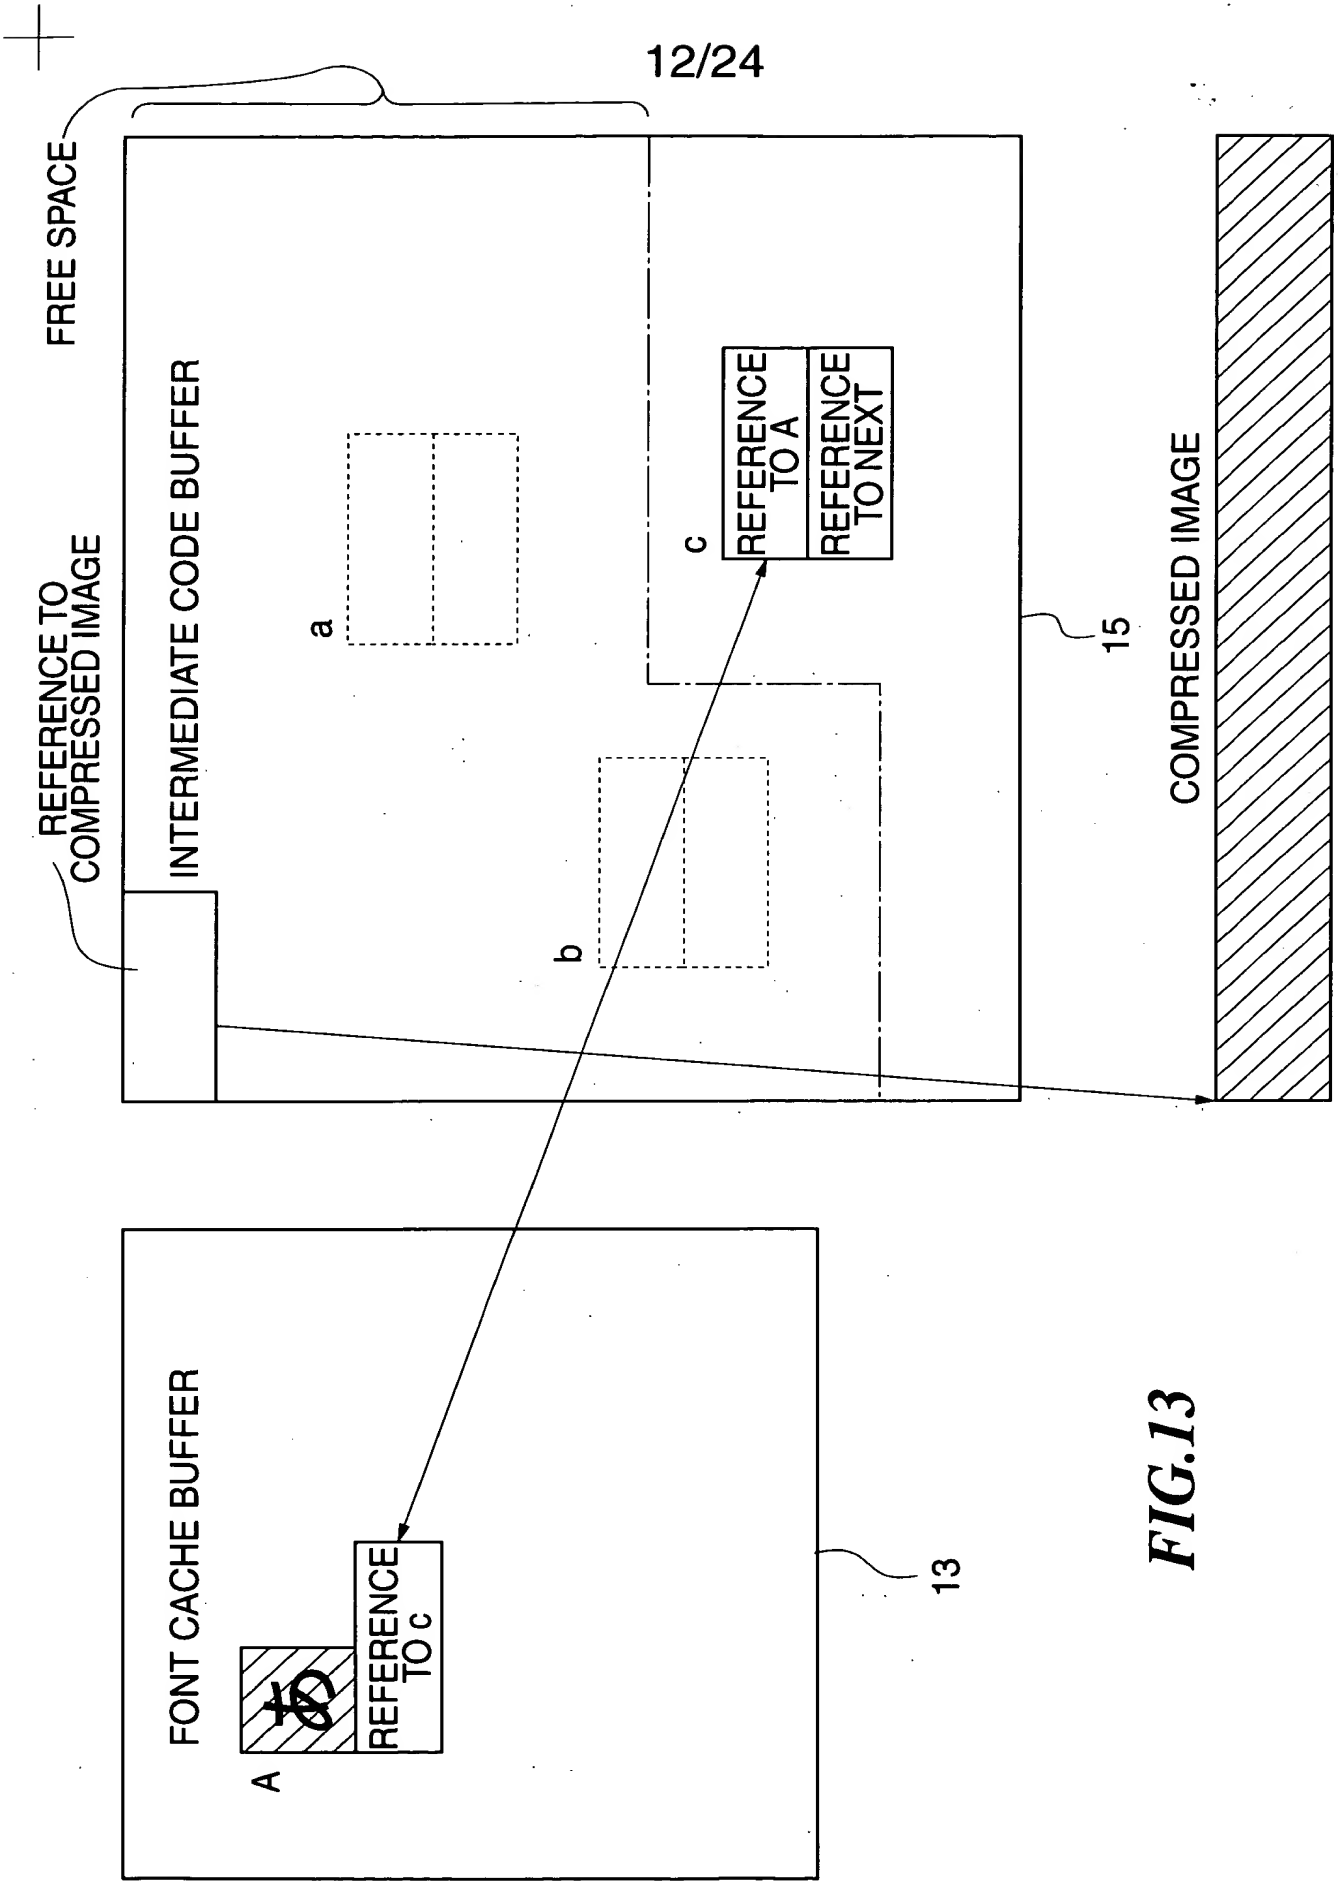 12/24
FREE SPACE
REFERENCE TO
COMPRESSED IMAGE
INTERMEDIATE CODE BUFFER
a
b
c
REFERENCE
TO A
REFERENCE
TO NEXT
15
COMPRESSED IMAGE
FONT CACHE BUFFER
A
あ
REFERENCE
TO c
13
FIG.13